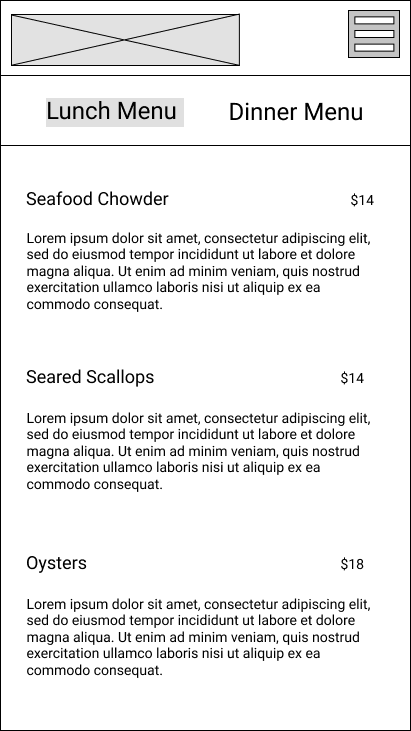 Lunch Menu Dinner Menu
Seafood Chowder $14
Lorem ipsum dolor sit amet, consectetur adipiscing elit,
sed do eiusmod tempor incididunt ut labore et dolore
magna aliqua. Ut enim ad minim veniam, quis nostrud
exercitation ullamco laboris nisi ut aliquip ex ea
commodo consequat.
Seared Scallops $14
Lorem ipsum dolor sit amet, consectetur adipiscing elit,
sed do eiusmod tempor incididunt ut labore et dolore
magna aliqua. Ut enim ad minim veniam, quis nostrud
exercitation ullamco laboris nisi ut aliquip ex ea
commodo consequat.
Oysters $18
Lorem ipsum dolor sit amet, consectetur adipiscing elit,
sed do eiusmod tempor incididunt ut labore et dolore
magna aliqua. Ut enim ad minim veniam, quis nostrud
exercitation ullamco laboris nisi ut aliquip ex ea
commodo consequat.